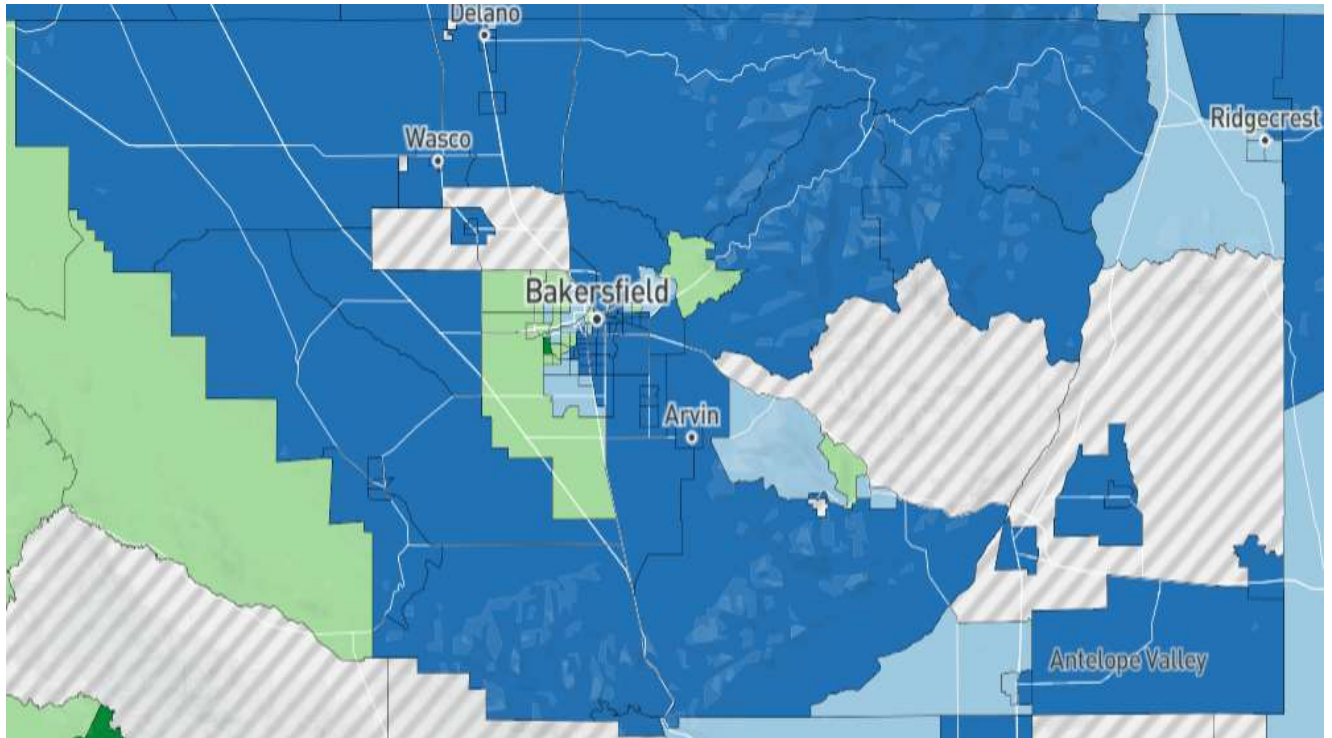 Delano
Wasco
Ridgecrest
Bakersfield
Arvin
Antelope Valley